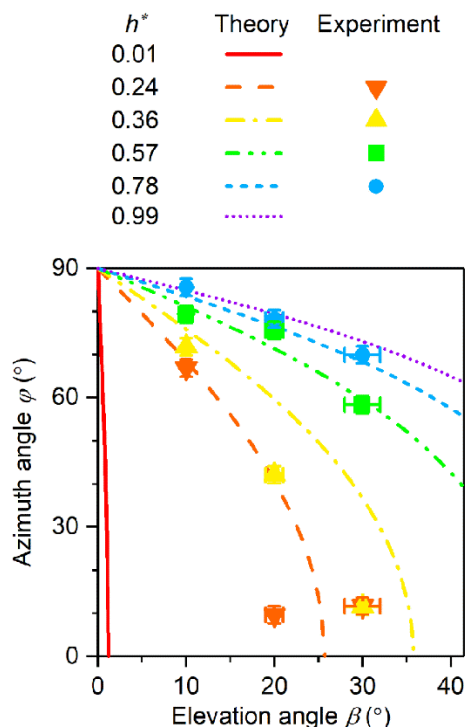 h* Theory Experiment
0.01
0.24
0.36
0.57
0.78
0.99
90
60
30
0
Azimuth angle φ (°)
0 10 20 30 40
Elevation angle β (°)